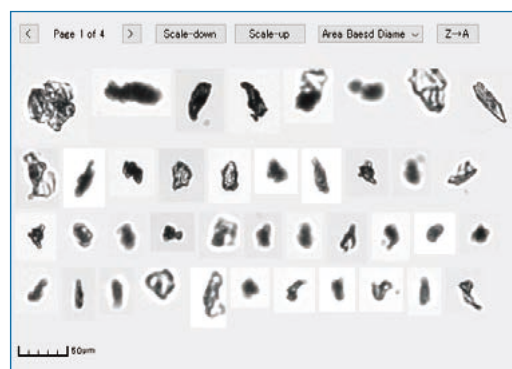 < Page 1 of 4 > Scale-down Scale-up Area Baesd Diame Z→A
50μm